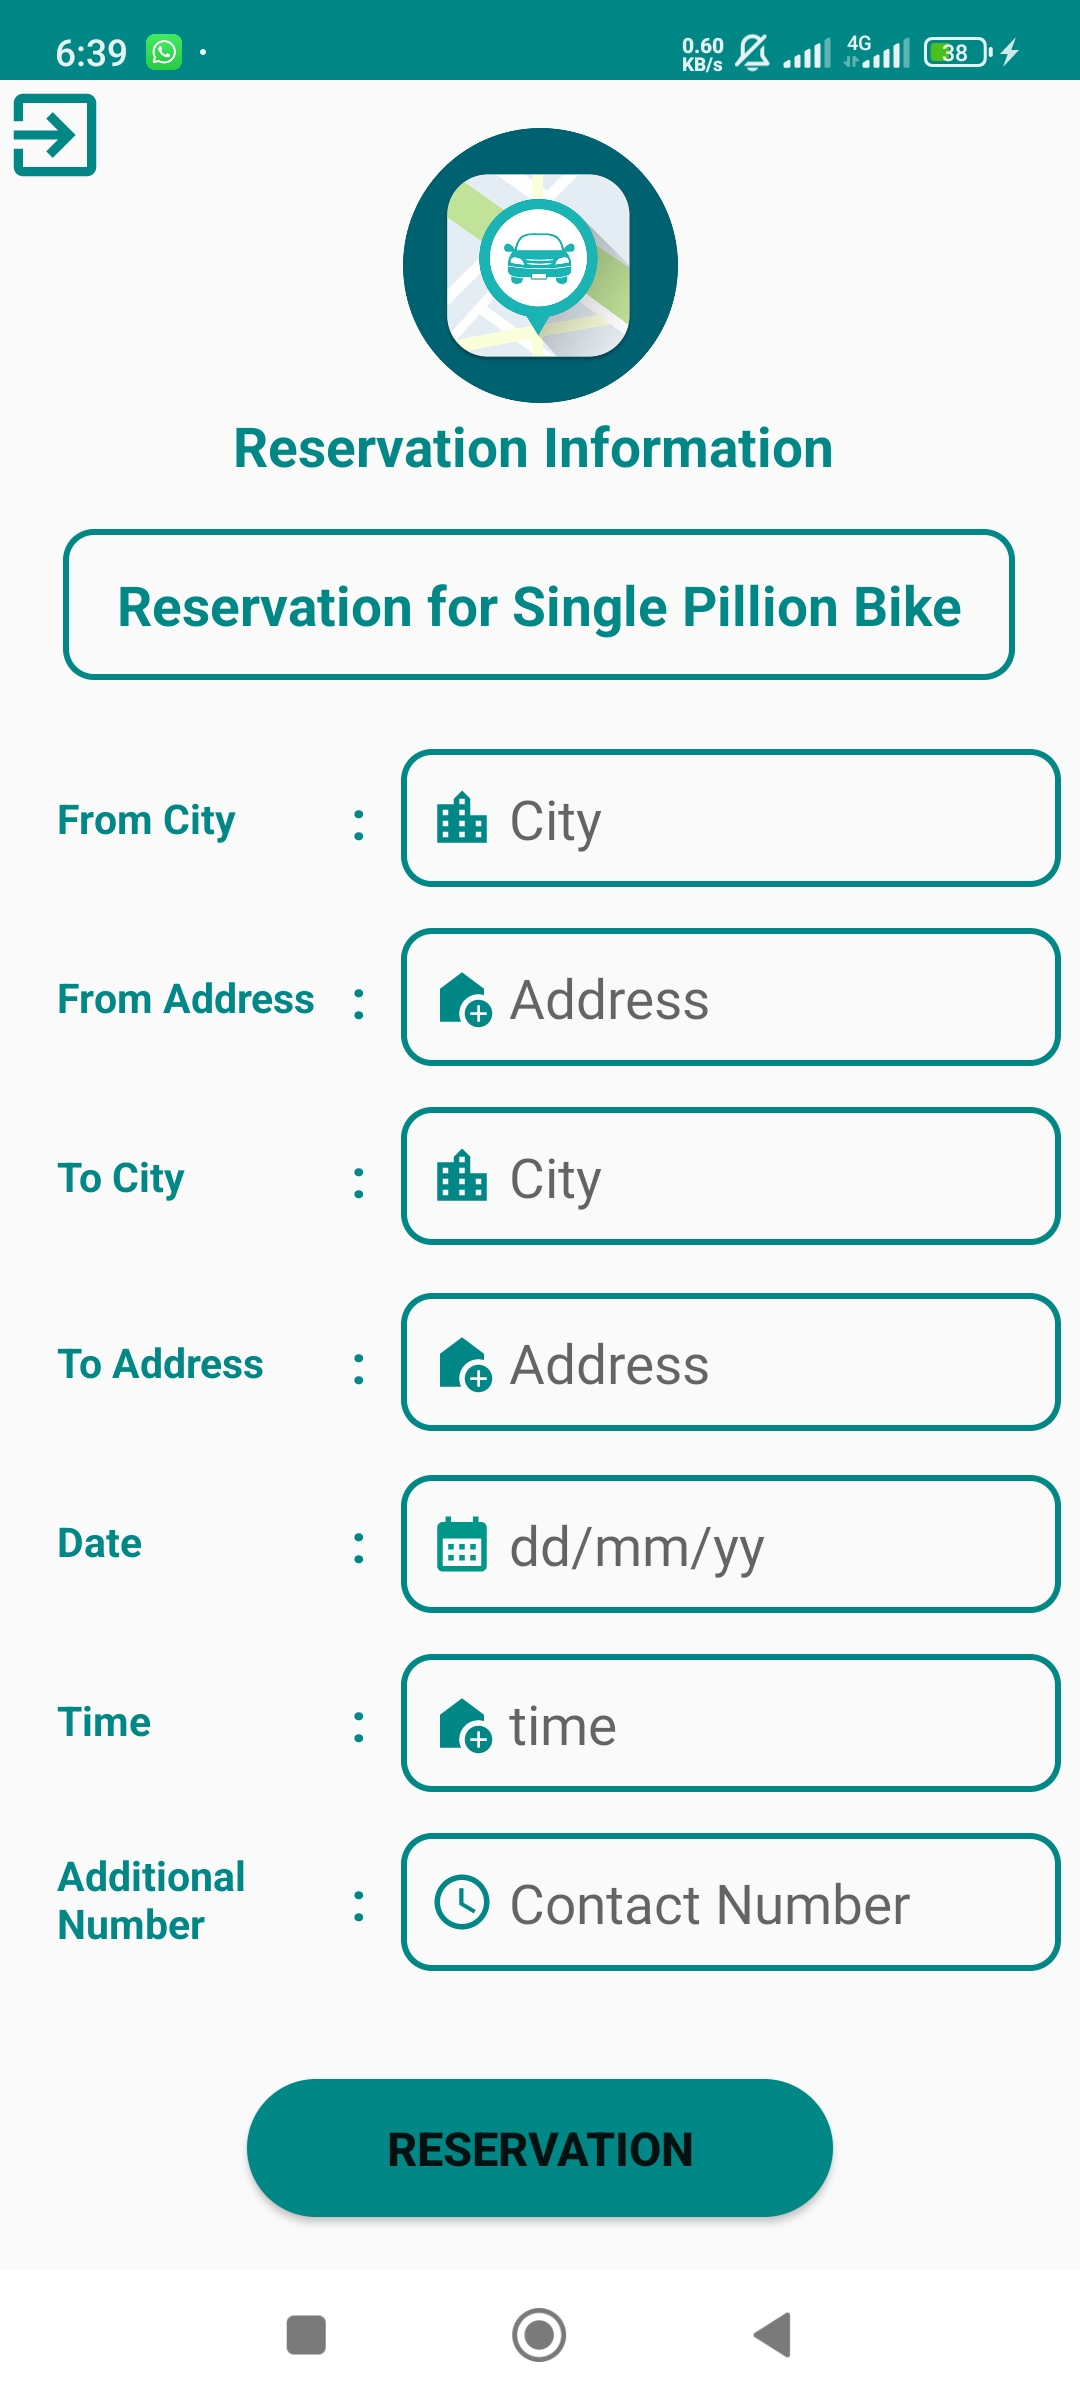 6:39
0.60
KB/s
4G
38
Reservation Information
Reservation for Single Pillion Bike
From City : City
From Address : Address
To City : City
To Address : Address
Date : dd/mm/yy
Time : time
Additional
Number : Contact Number
RESERVATION